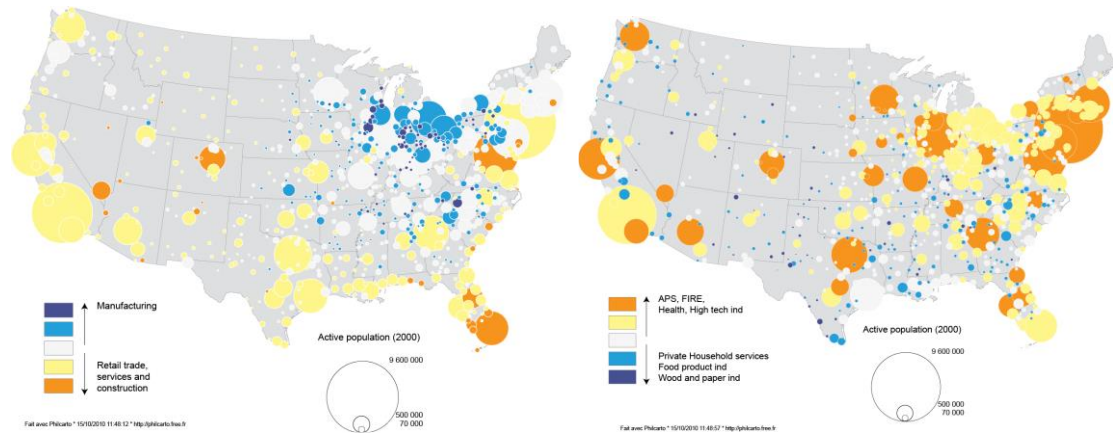 Manufacturing
Retail trade,
services and
construction
Active population (2000)
9 600 000
500 000
70 000
Fait avec Philcarto * 15/10/2010 11:48:12 * http://philcarto.free.fr
APS, FIRE,
Health, High tech ind
Private Household services
Food product ind
Wood and paper ind
Active population (2000)
9 600 000
500 000
70 000
Fait avec Philcarto * 15/10/2010 11:48:57 * http://philcarto.free.fr